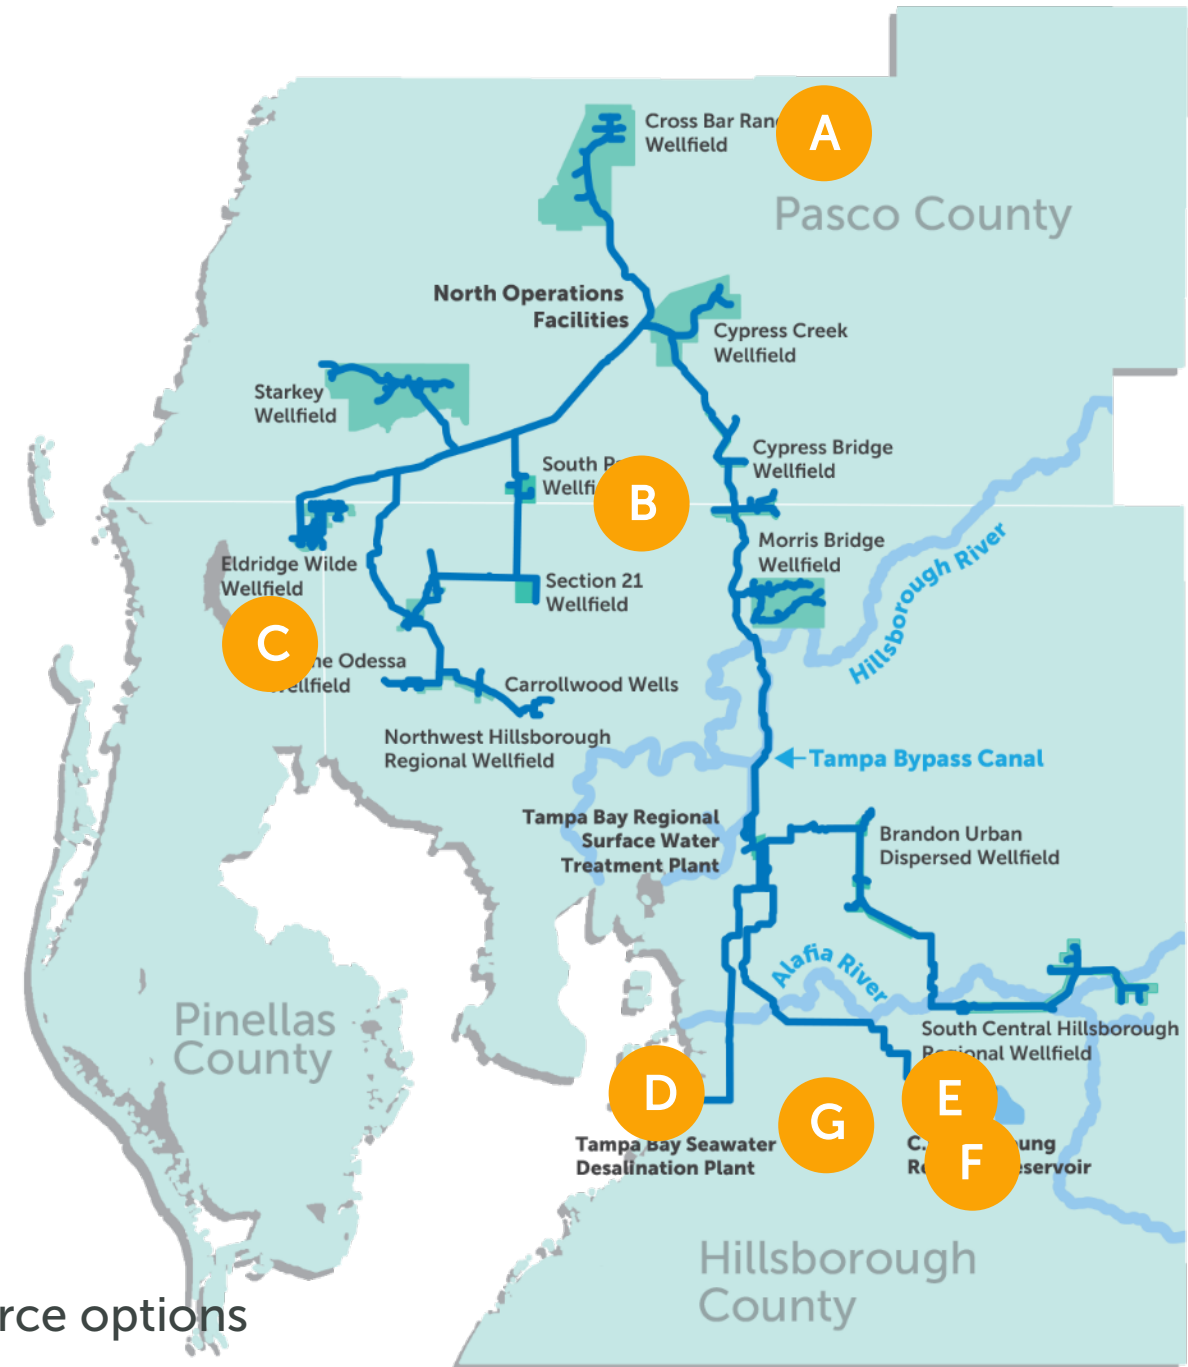 Cross Bar Ran
Wellfield
A
Pasco County
North Operations
Facilities
Cypress Creek
Wellfield
Starkey
Wellfield
Cypress Bridge
Wellfield
South P
Wellfi
B
Morris Bridge
Wellfield
Hillsborough River
Eldridge Wilde
Wellfield
Section 21
Wellfield
C
ne Odessa
ellfield
Carrollwood Wells
Northwest Hillsborough
Regional Wellfield
Tampa Bypass Canal
Tampa Bay Regional
Surface Water
Treatment Plant
Brandon Urban
Dispersed Wellfield
Alafia River
Pinellas
County
South Central Hillsborough
Regional Wellfield
D
G
E
F
Tampa Bay Seawater
Desalination Plant
C. ung
Re eservoir
Hillsborough
County
rce options